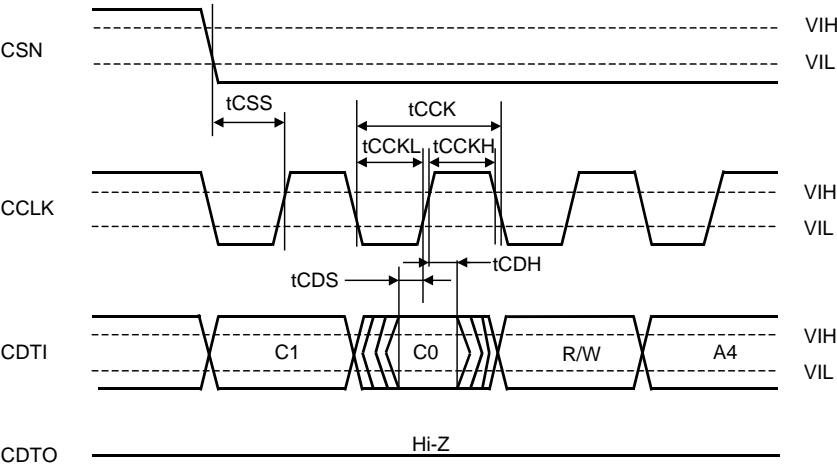 VIH
CSN
VIL
tCSS
tCCK
tCCKL
tCCKH
VIH
CCLK
VIL
tCDH
tCDS
VIH
CDTI
C1
C0
R/W
A4
VIL
Hi-Z
CDTO